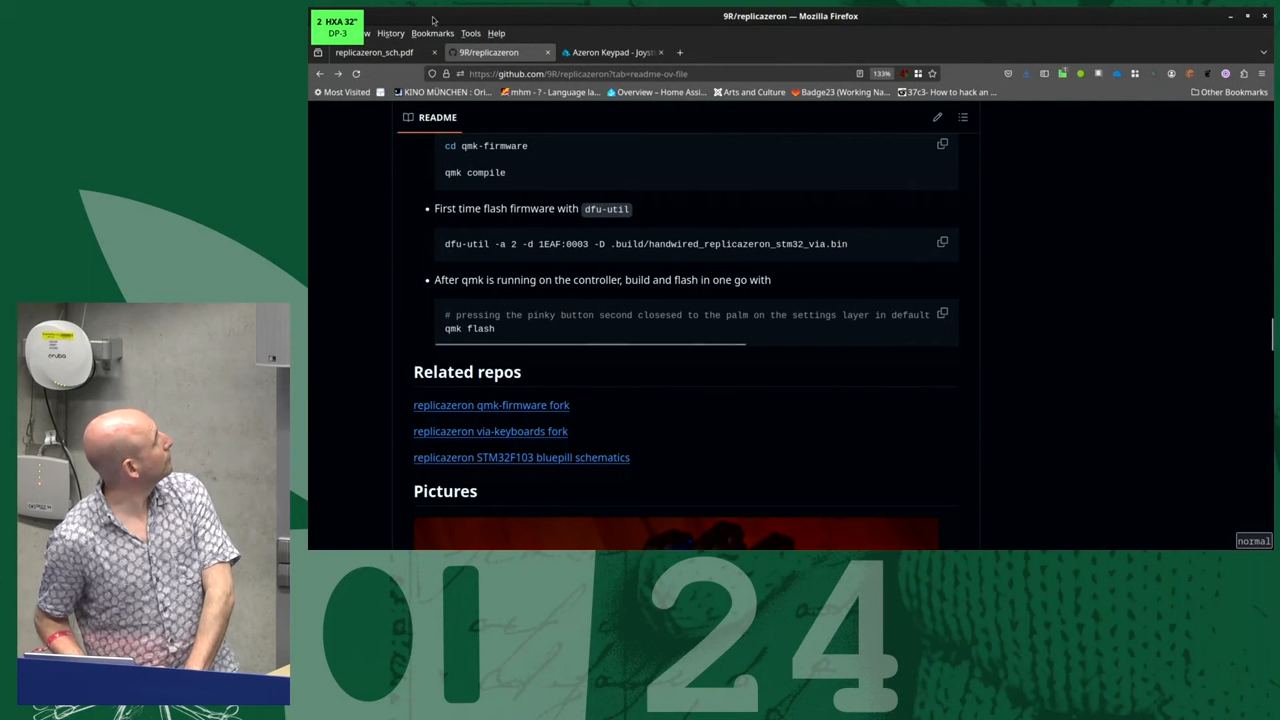 2 HXA 32"
DP-3
9R/replicazeron — Mozilla Firefox
w History Bookmarks Tools Help
replicazeron_sch.pdf
9R/replicazeron
Azeron Keypad - Joyst
https://github.com/9R/replicazeron?tab=readme-ov-file
133%
Most Visited
KINO MÜNCHEN : Ori…
mhm - ? - Language la…
Overview – Home Assi…
Arts and Culture
Badge23 (Working Na…
37c3- How to hack an …
Other Bookmarks
README
cd qmk-firmware
qmk compile
First time flash firmware with dfu-util
dfu-util -a 2 -d 1EAF:0003 -D .build/handwired_replicazeron_stm32_via.bin
After qmk is running on the controller, build and flash in one go with
# pressing the pinky button second closesed to the palm on the settings layer in default
qmk flash
Related repos
replicazeron qmk-firmware fork
replicazeron via-keyboards fork
replicazeron STM32F103 bluepill schematics
Pictures
normal
aruba
24